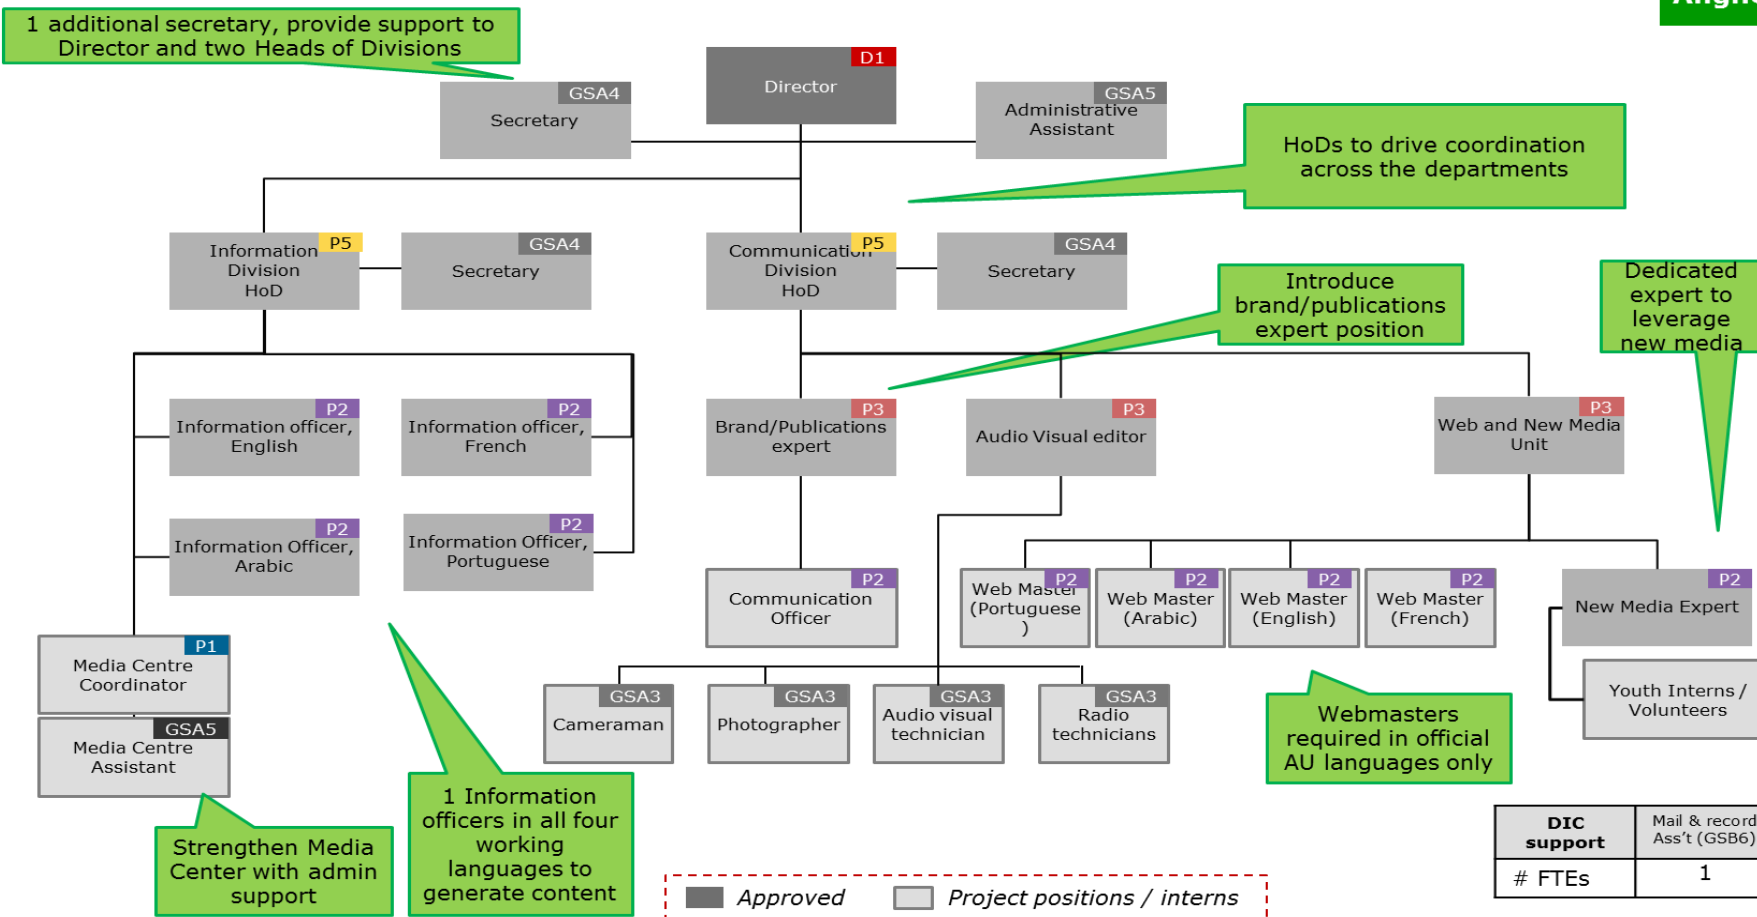 1 additional secretary, provide support to
Director and two Heads of Divisions
D1
Director
GSA4
Secretary
GSA5
Administrative
Assistant
HoDs to drive coordination
across the departments
P5
Information
Division
HoD
GSA4
Secretary
P5
Communication
Division
HoD
GSA4
Secretary
Introduce
brand/publications
expert position
Dedicated
expert to
leverage
new media
P2
Information officer,
English
P2
Information officer,
French
P3
Brand/Publications
expert
P3
Audio Visual editor
P3
Web and New Media
Unit
P2
Information Officer,
Arabic
P2
Information Officer,
Portuguese
P2
Communication
Officer
P2
Web Master
(Portuguese
)
P2
Web Master
(Arabic)
P2
Web Master
(English)
P2
Web Master
(French)
P2
New Media Expert
P1
Media Centre
Coordinator
GSA5
Media Centre
Assistant
GSA3
Cameraman
GSA3
Photographer
GSA3
Audio visual
technician
GSA3
Radio
technicians
Youth Interns /
Volunteers
Webmasters
required in official
AU languages only
1 Information
officers in all four
working
languages to
generate content
Strengthen Media
Center with admin
support
DIC
support
Mail & record
Ass't (GSB6)
# FTEs
1
Approved
Project positions / interns